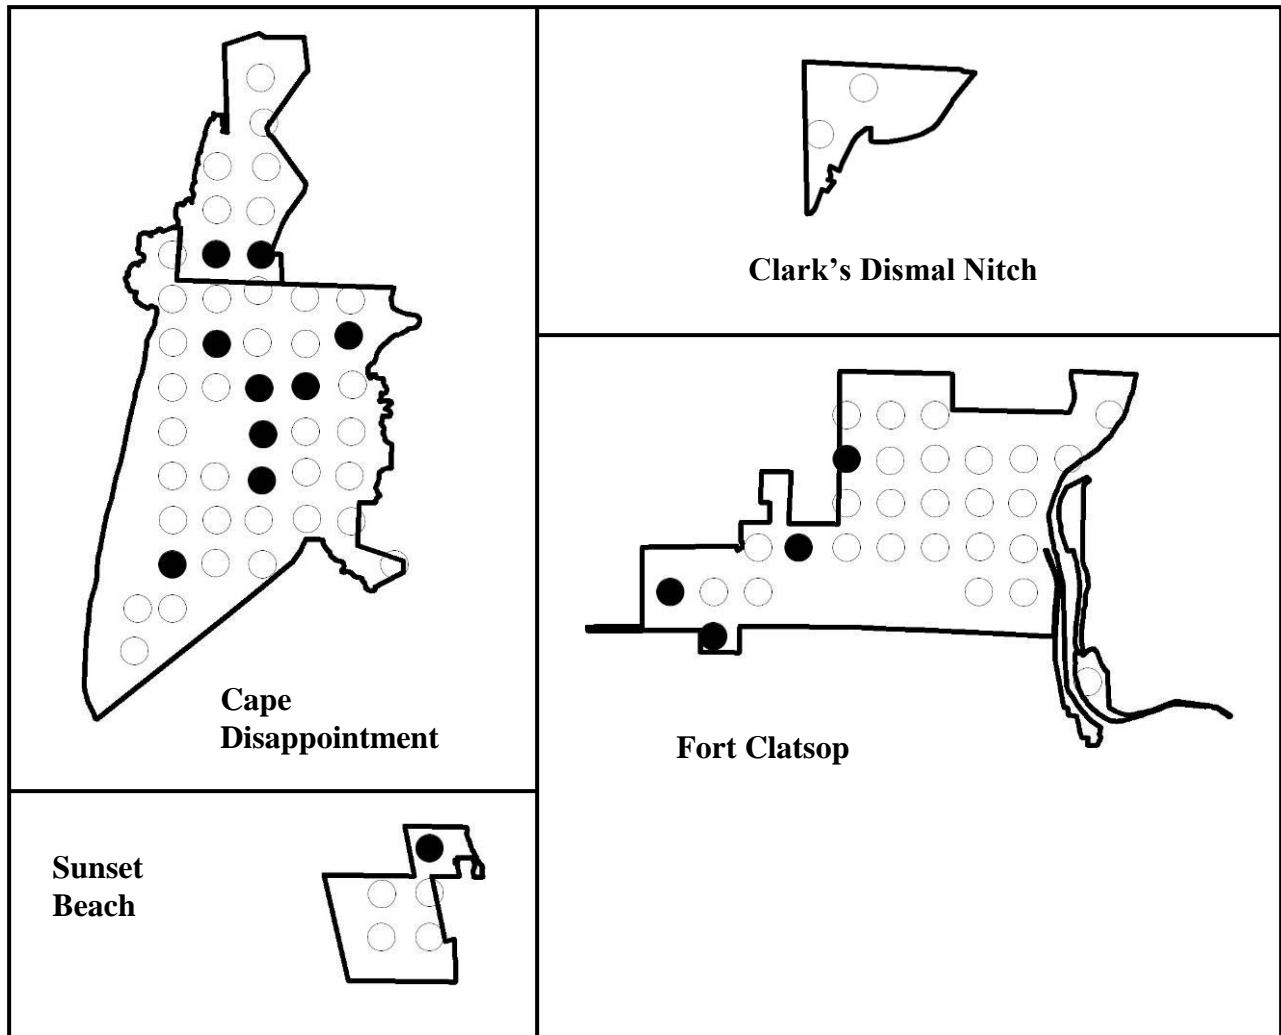 Clark's Dismal Nitch
Cape
Disappointment
Fort Clatsop
Sunset
Beach